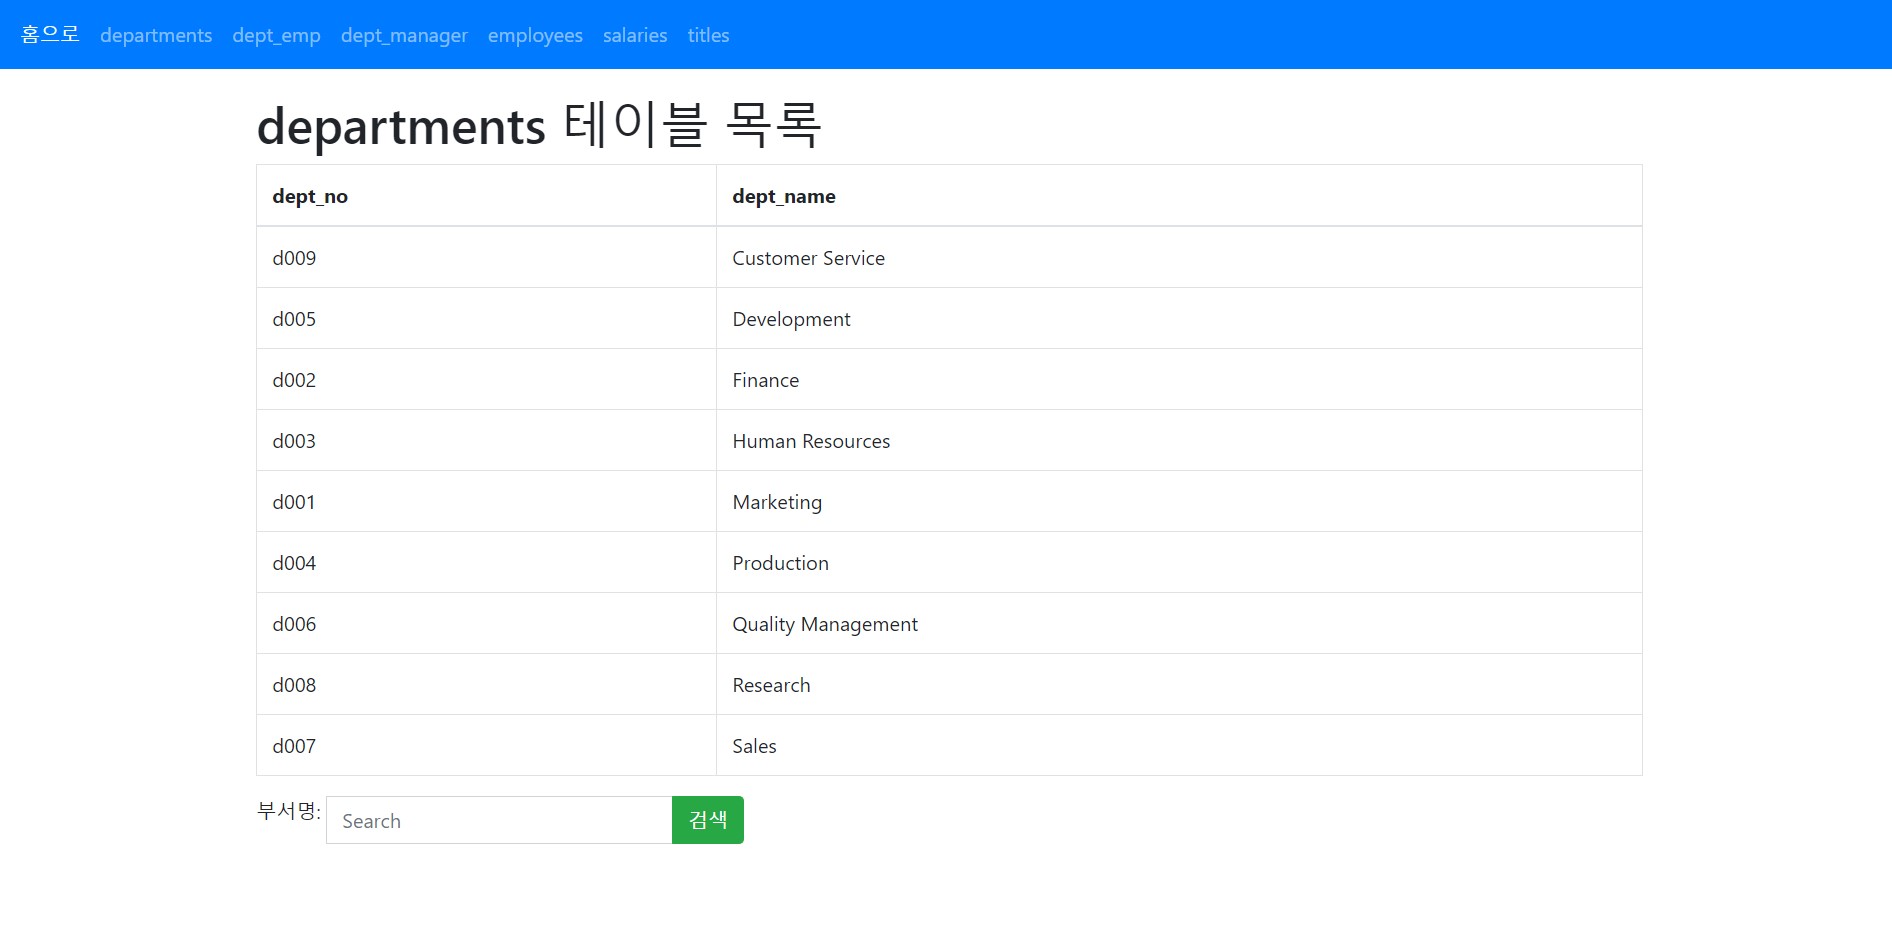 홈으로 departments dept_emp dept_manager employees salaries titles
departments 테이블 목록
dept_no dept_name
d009 Customer Service
d005 Development
d002 Finance
d003 Human Resources
d001 Marketing
d004 Production
d006 Quality Management
d008 Research
d007 Sales
부서명: Search 검색